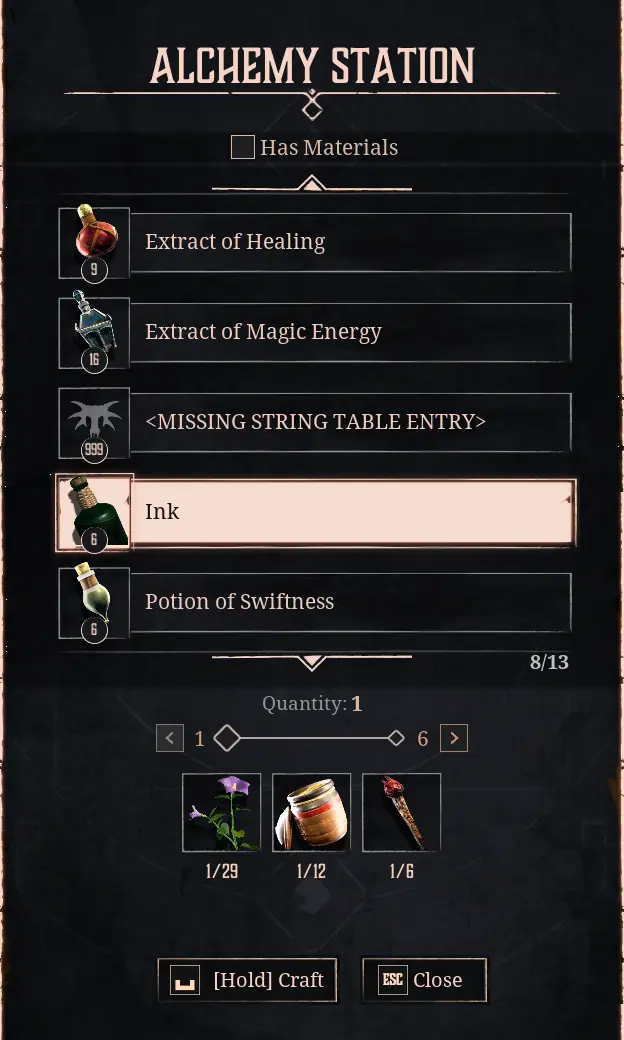 ALCHEMY STATION
Has Materials
Extract of Healing
9
Extract of Magic Energy
16
<MISSING STRING TABLE ENTRY>
999
Ink
6
Potion of Swiftness
6
8/13
Quantity: 1
< 1 6 >
1/29 1/12 1/6
[Hold] Craft ESC Close